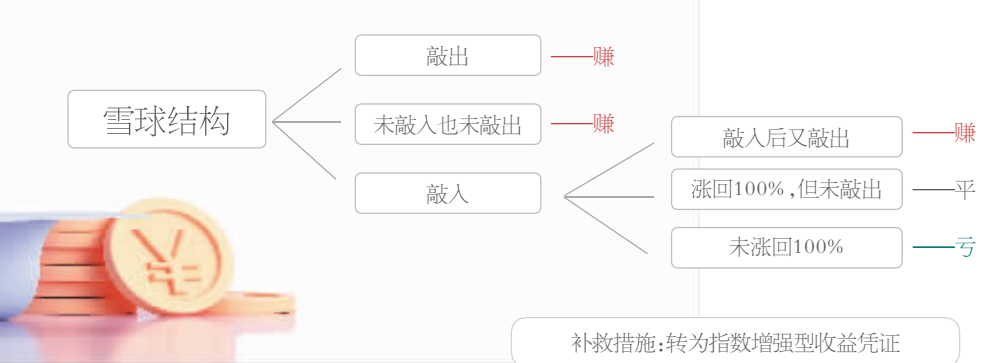 雪球结构
敲出
赚
未敲入也未敲出
赚
敲入
敲入后又敲出
赚
涨回100%,但未敲出
平
未涨回100%
亏
补救措施:转为指数增强型收益凭证